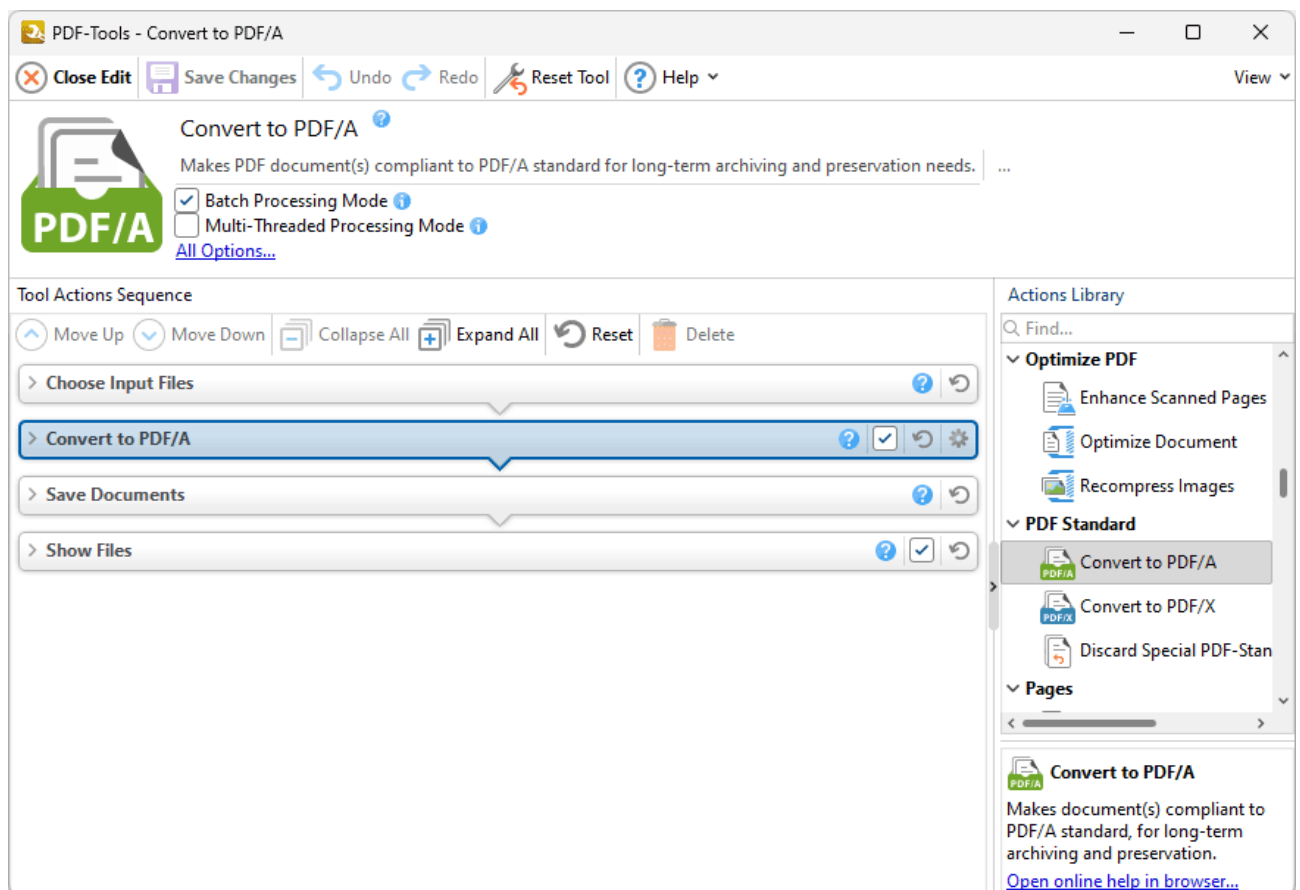 PDF-Tools - Convert to PDF/A
Close Edit Save Changes Undo Redo Reset Tool ? Help View
Convert to PDF/A ?
Makes PDF document(s) compliant to PDF/A standard for long-term archiving and preservation needs. ...
PDF/A
Batch Processing Mode i
Multi-Threaded Processing Mode i
All Options...
Tool Actions Sequence
Move Up Move Down Collapse All Expand All Reset Delete
Choose Input Files ?
Convert to PDF/A ?
Save Documents ?
Show Files ?
Actions Library
Find...
Optimize PDF
Enhance Scanned Pages
Optimize Document
Recompress Images
PDF Standard
PDF/A Convert to PDF/A
PDF/X Convert to PDF/X
Discard Special PDF-Stan
Pages
PDF/A Convert to PDF/A
Makes document(s) compliant to
PDF/A standard, for long-term
archiving and preservation.
Open online help in browser...